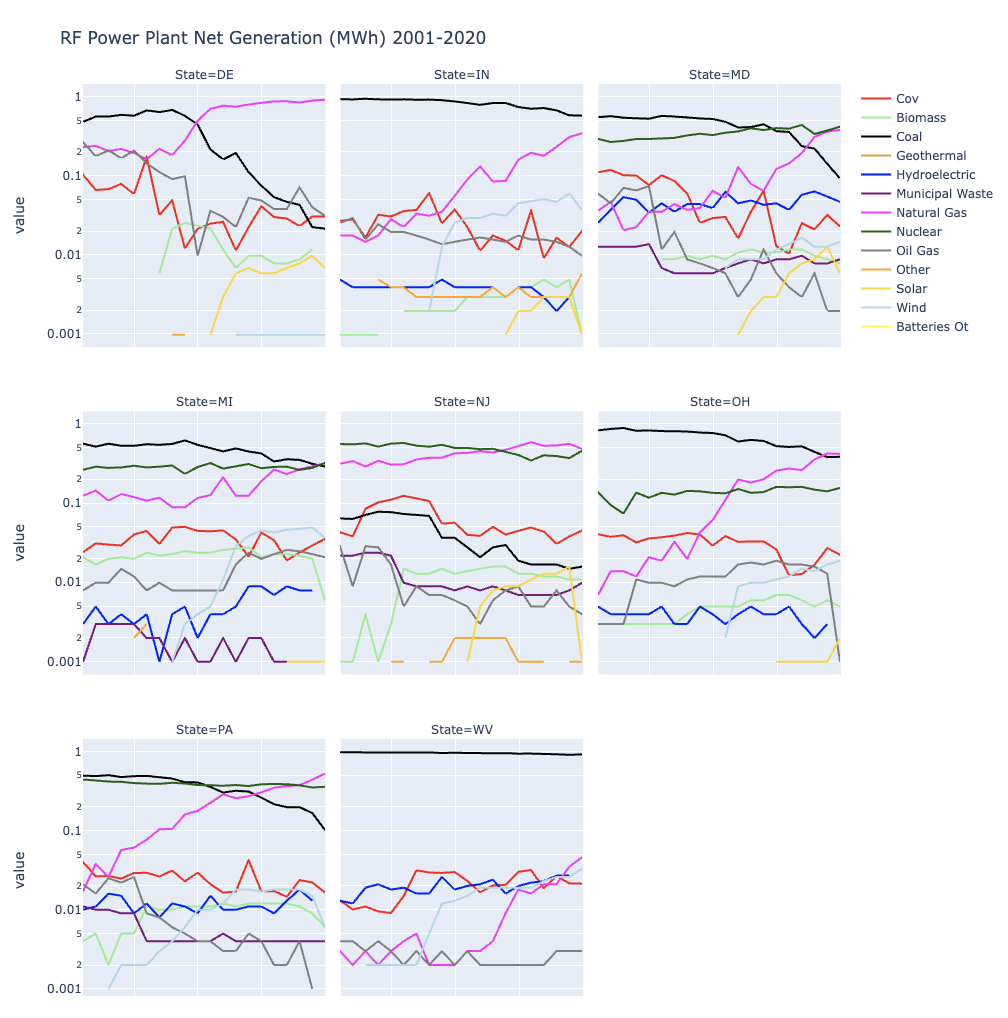 RF Power Plant Net Generation (MWh) 2001-2020
State=DE
State=IN
State=MD
value
1
5
2
0.1
5
2
0.01
5
2
0.001
Cov
Biomass
Coal
Geothermal
Hydroelectric
Municipal Waste
Natural Gas
Nuclear
Oil Gas
Other
Solar
Wind
Batteries Ot
State=MI
State=NJ
State=OH
value
1
5
2
0.1
5
2
0.01
5
2
0.001
State=PA
State=WV
value
1
5
2
0.1
5
2
0.01
5
2
0.001